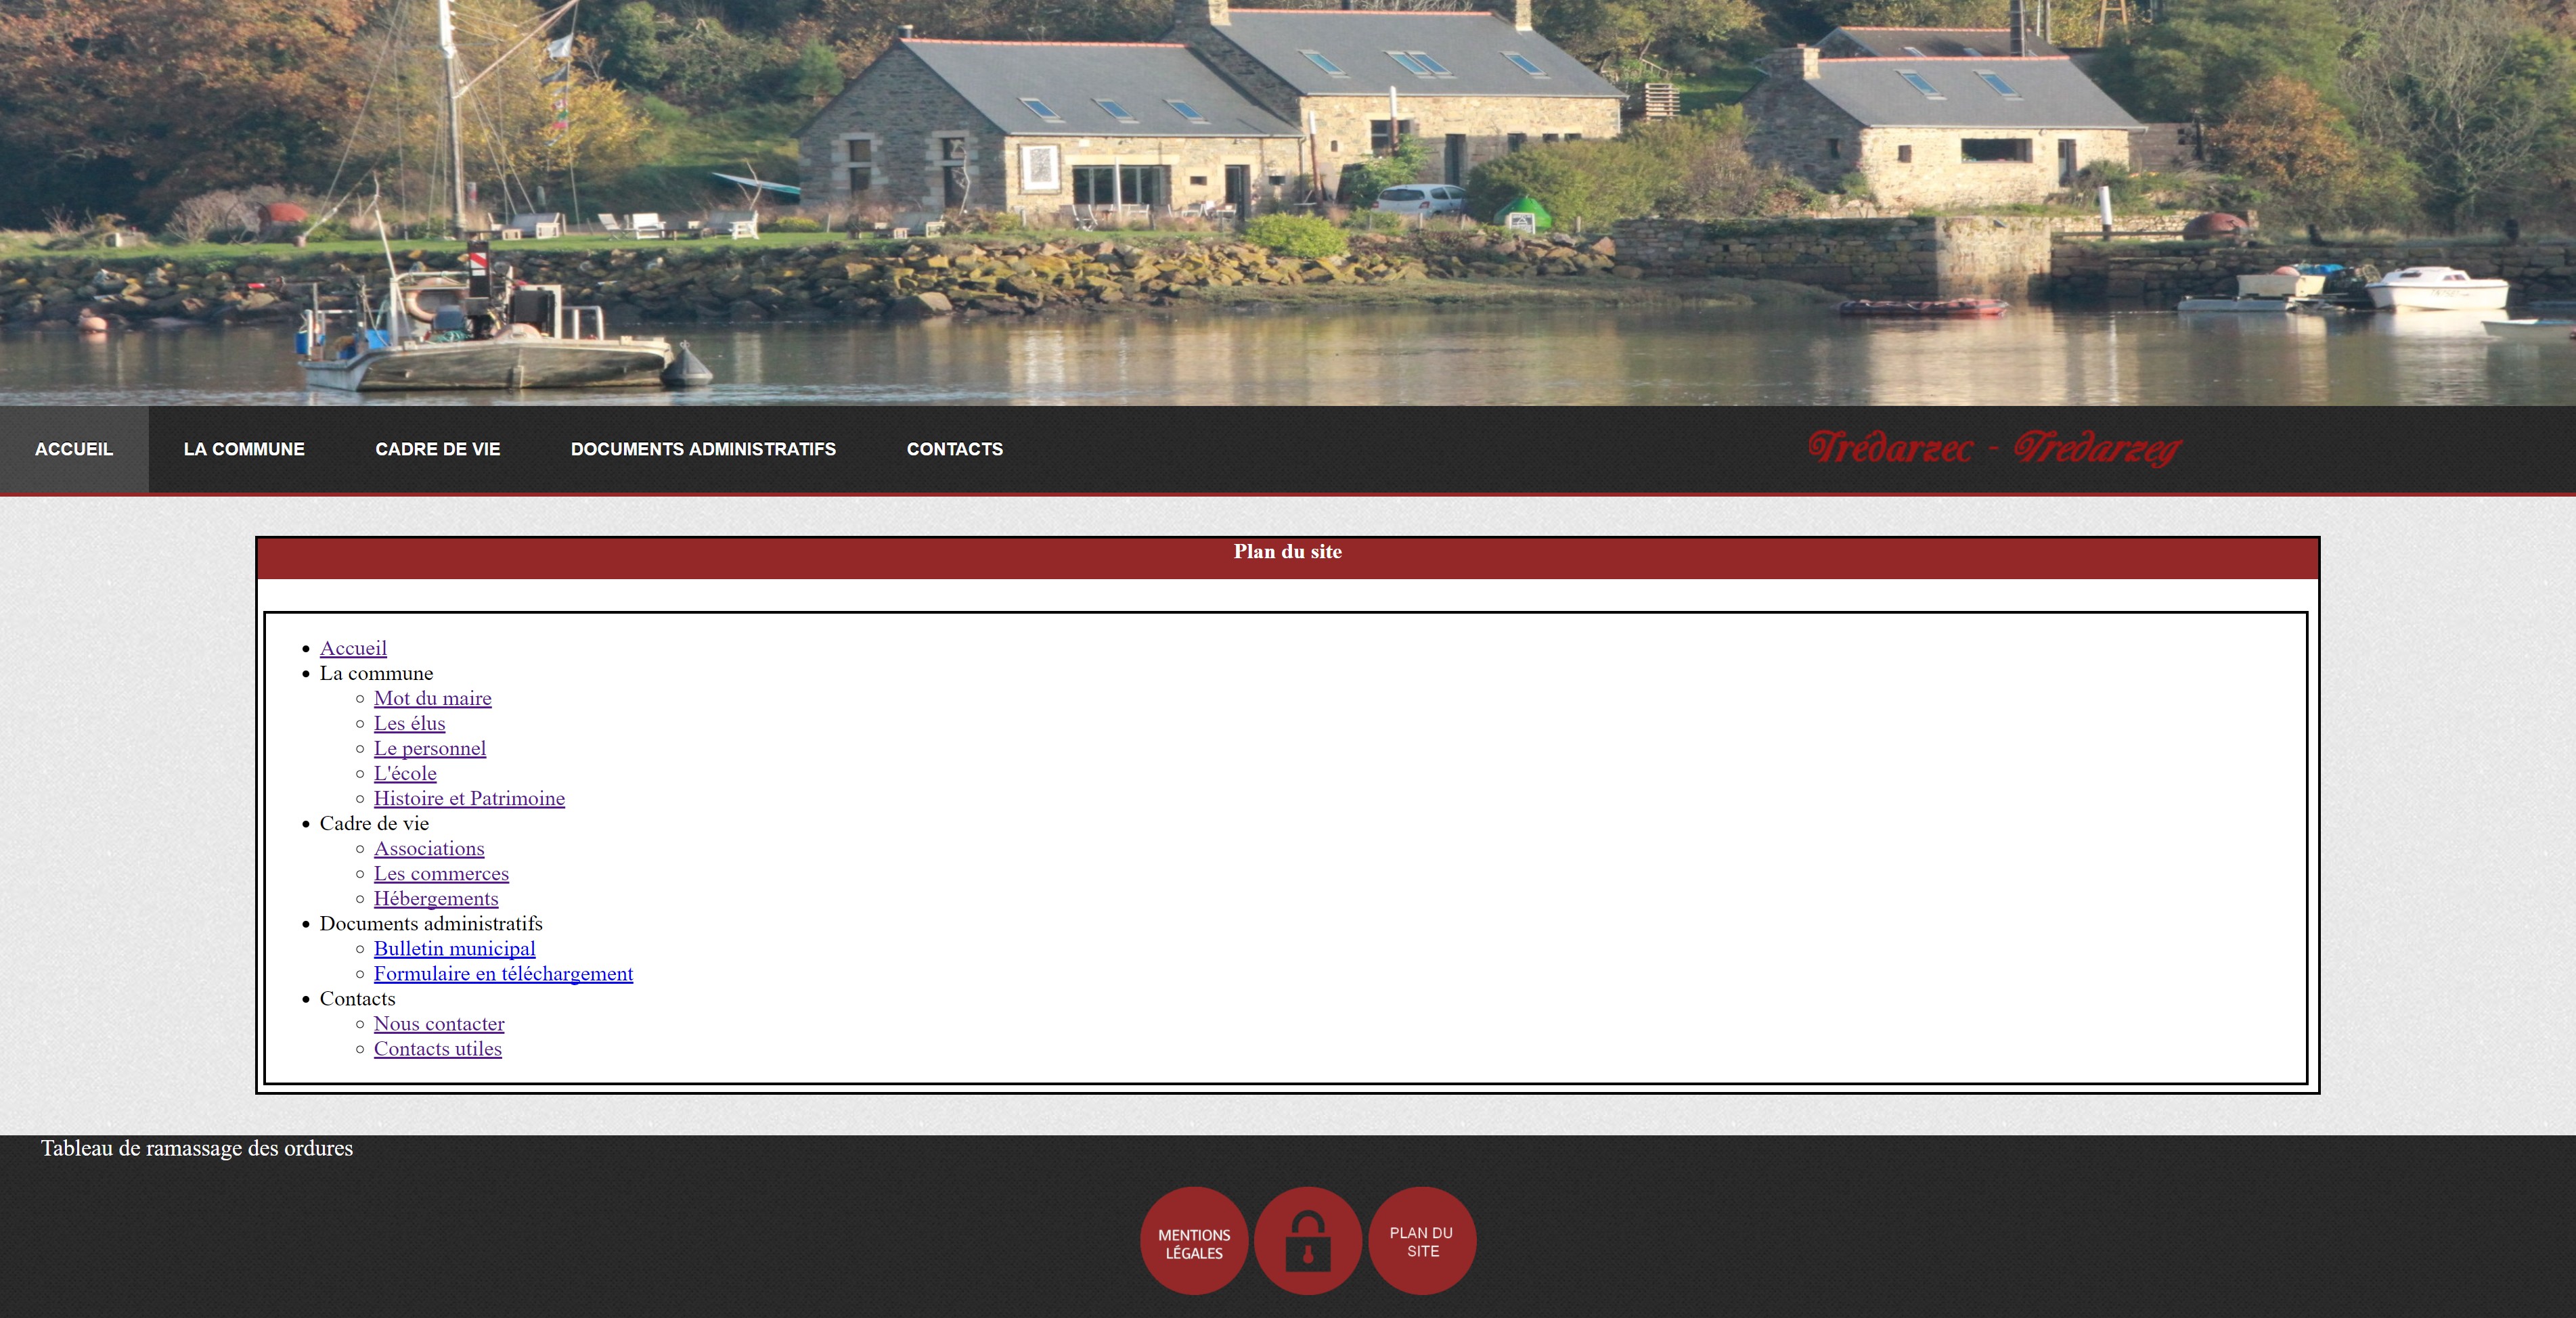 ACCUEIL LA COMMUNE CADRE DE VIE DOCUMENTS ADMINISTRATIFS CONTACTS Trédarzec - Tredarzeg
Plan du site
Accueil
La commune
Mot du maire
Les élus
Le personnel
L'école
Histoire et Patrimoine
Cadre de vie
Associations
Les commerces
Hébergements
Documents administratifs
Bulletin municipal
Formulaire en téléchargement
Contacts
Nous contacter
Contacts utiles
Tableau de ramassage des ordures
MENTIONS
LÉGALES
PLAN DU
SITE